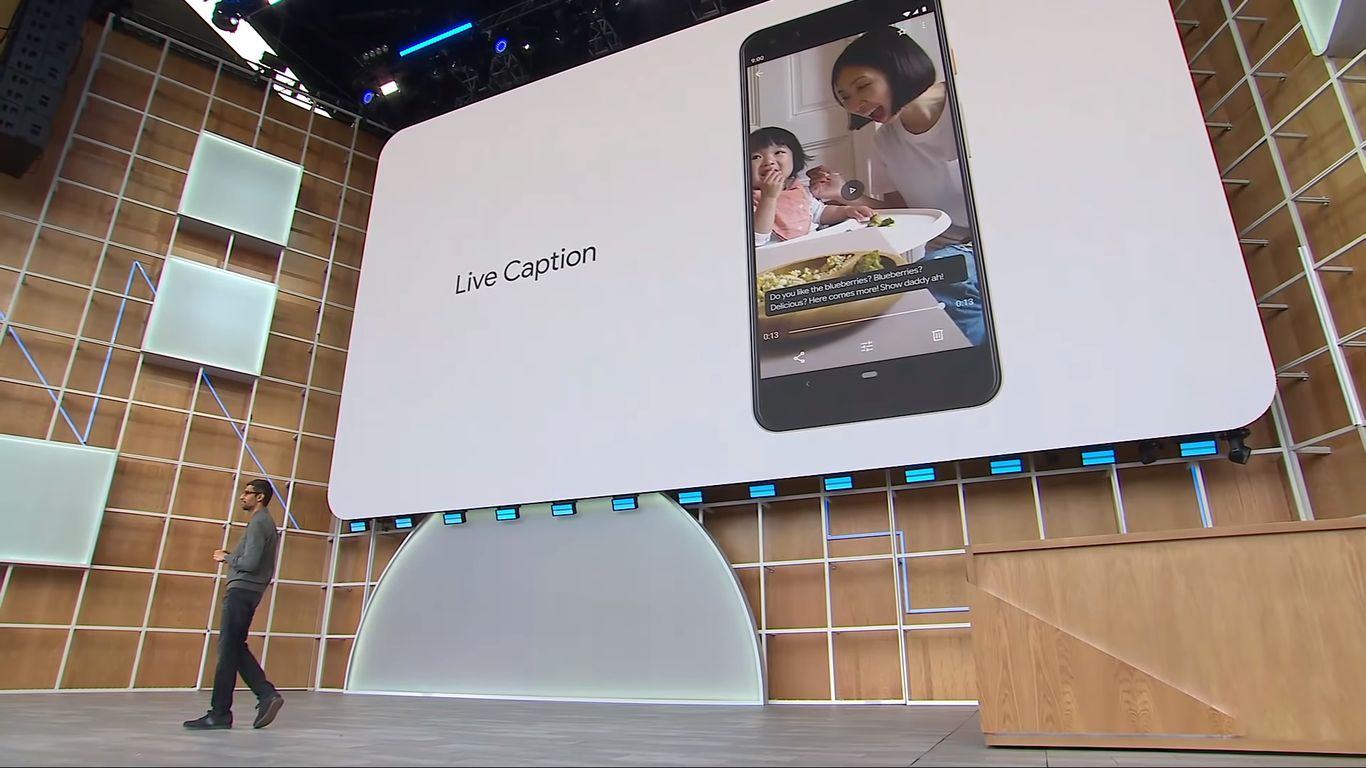 9:00
Live Caption
Do you like the blueberries? Blueberries?
Delicious? Here comes more! Show daddy ah!
0:13
0:13